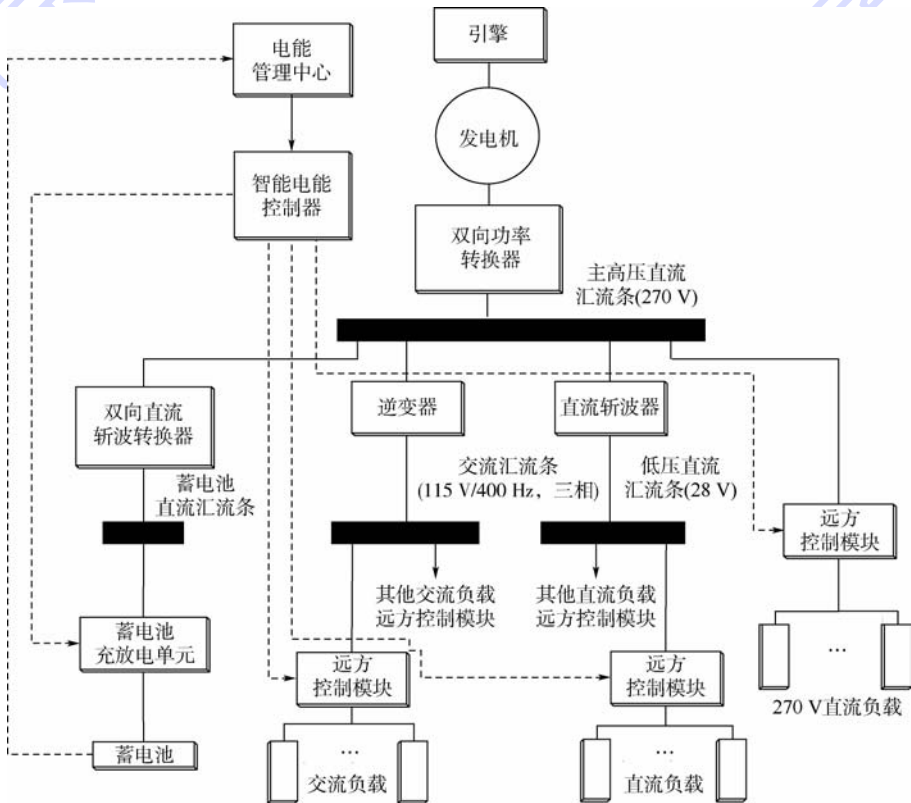 引擎
电能
管理中心
发电机
智能电能
控制器
双向功率
转换器
主高压直流
汇流条(270 V)
双向直流
斩波转换器
逆变器
直流斩波器
蓄电池
直流汇流条
交流汇流条
(115 V/400 Hz，三相)
低压直流
汇流条(28 V)
远方
控制模块
其他交流负载
远方控制模块
其他直流负载
远方控制模块
蓄电池
充放电单元
远方
控制模块
远方
控制模块
...
270 V直流负载
蓄电池
...
交流负载
...
直流负载